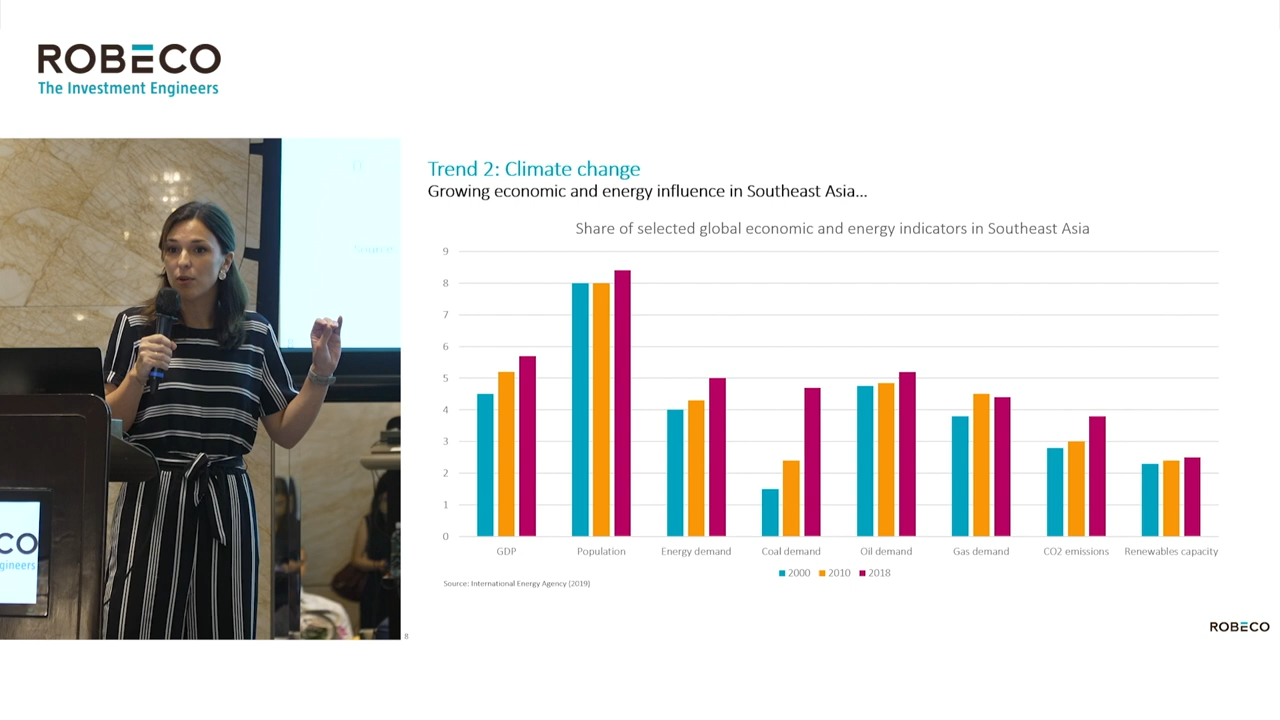 ROBECO
The Investment Engineers
Trend 2: Climate change
Growing economic and energy influence in Southeast Asia...
Share of selected global economic and energy indicators in Southeast Asia
9
8
7
6
5
4
3
2
1
0
GDP Population Energy demand Coal demand Oil demand Gas demand CO2 emissions Renewables capacity
2000 2010 2018
Source: International Energy Agency (2019)
8
ROBECO
CO
gineers